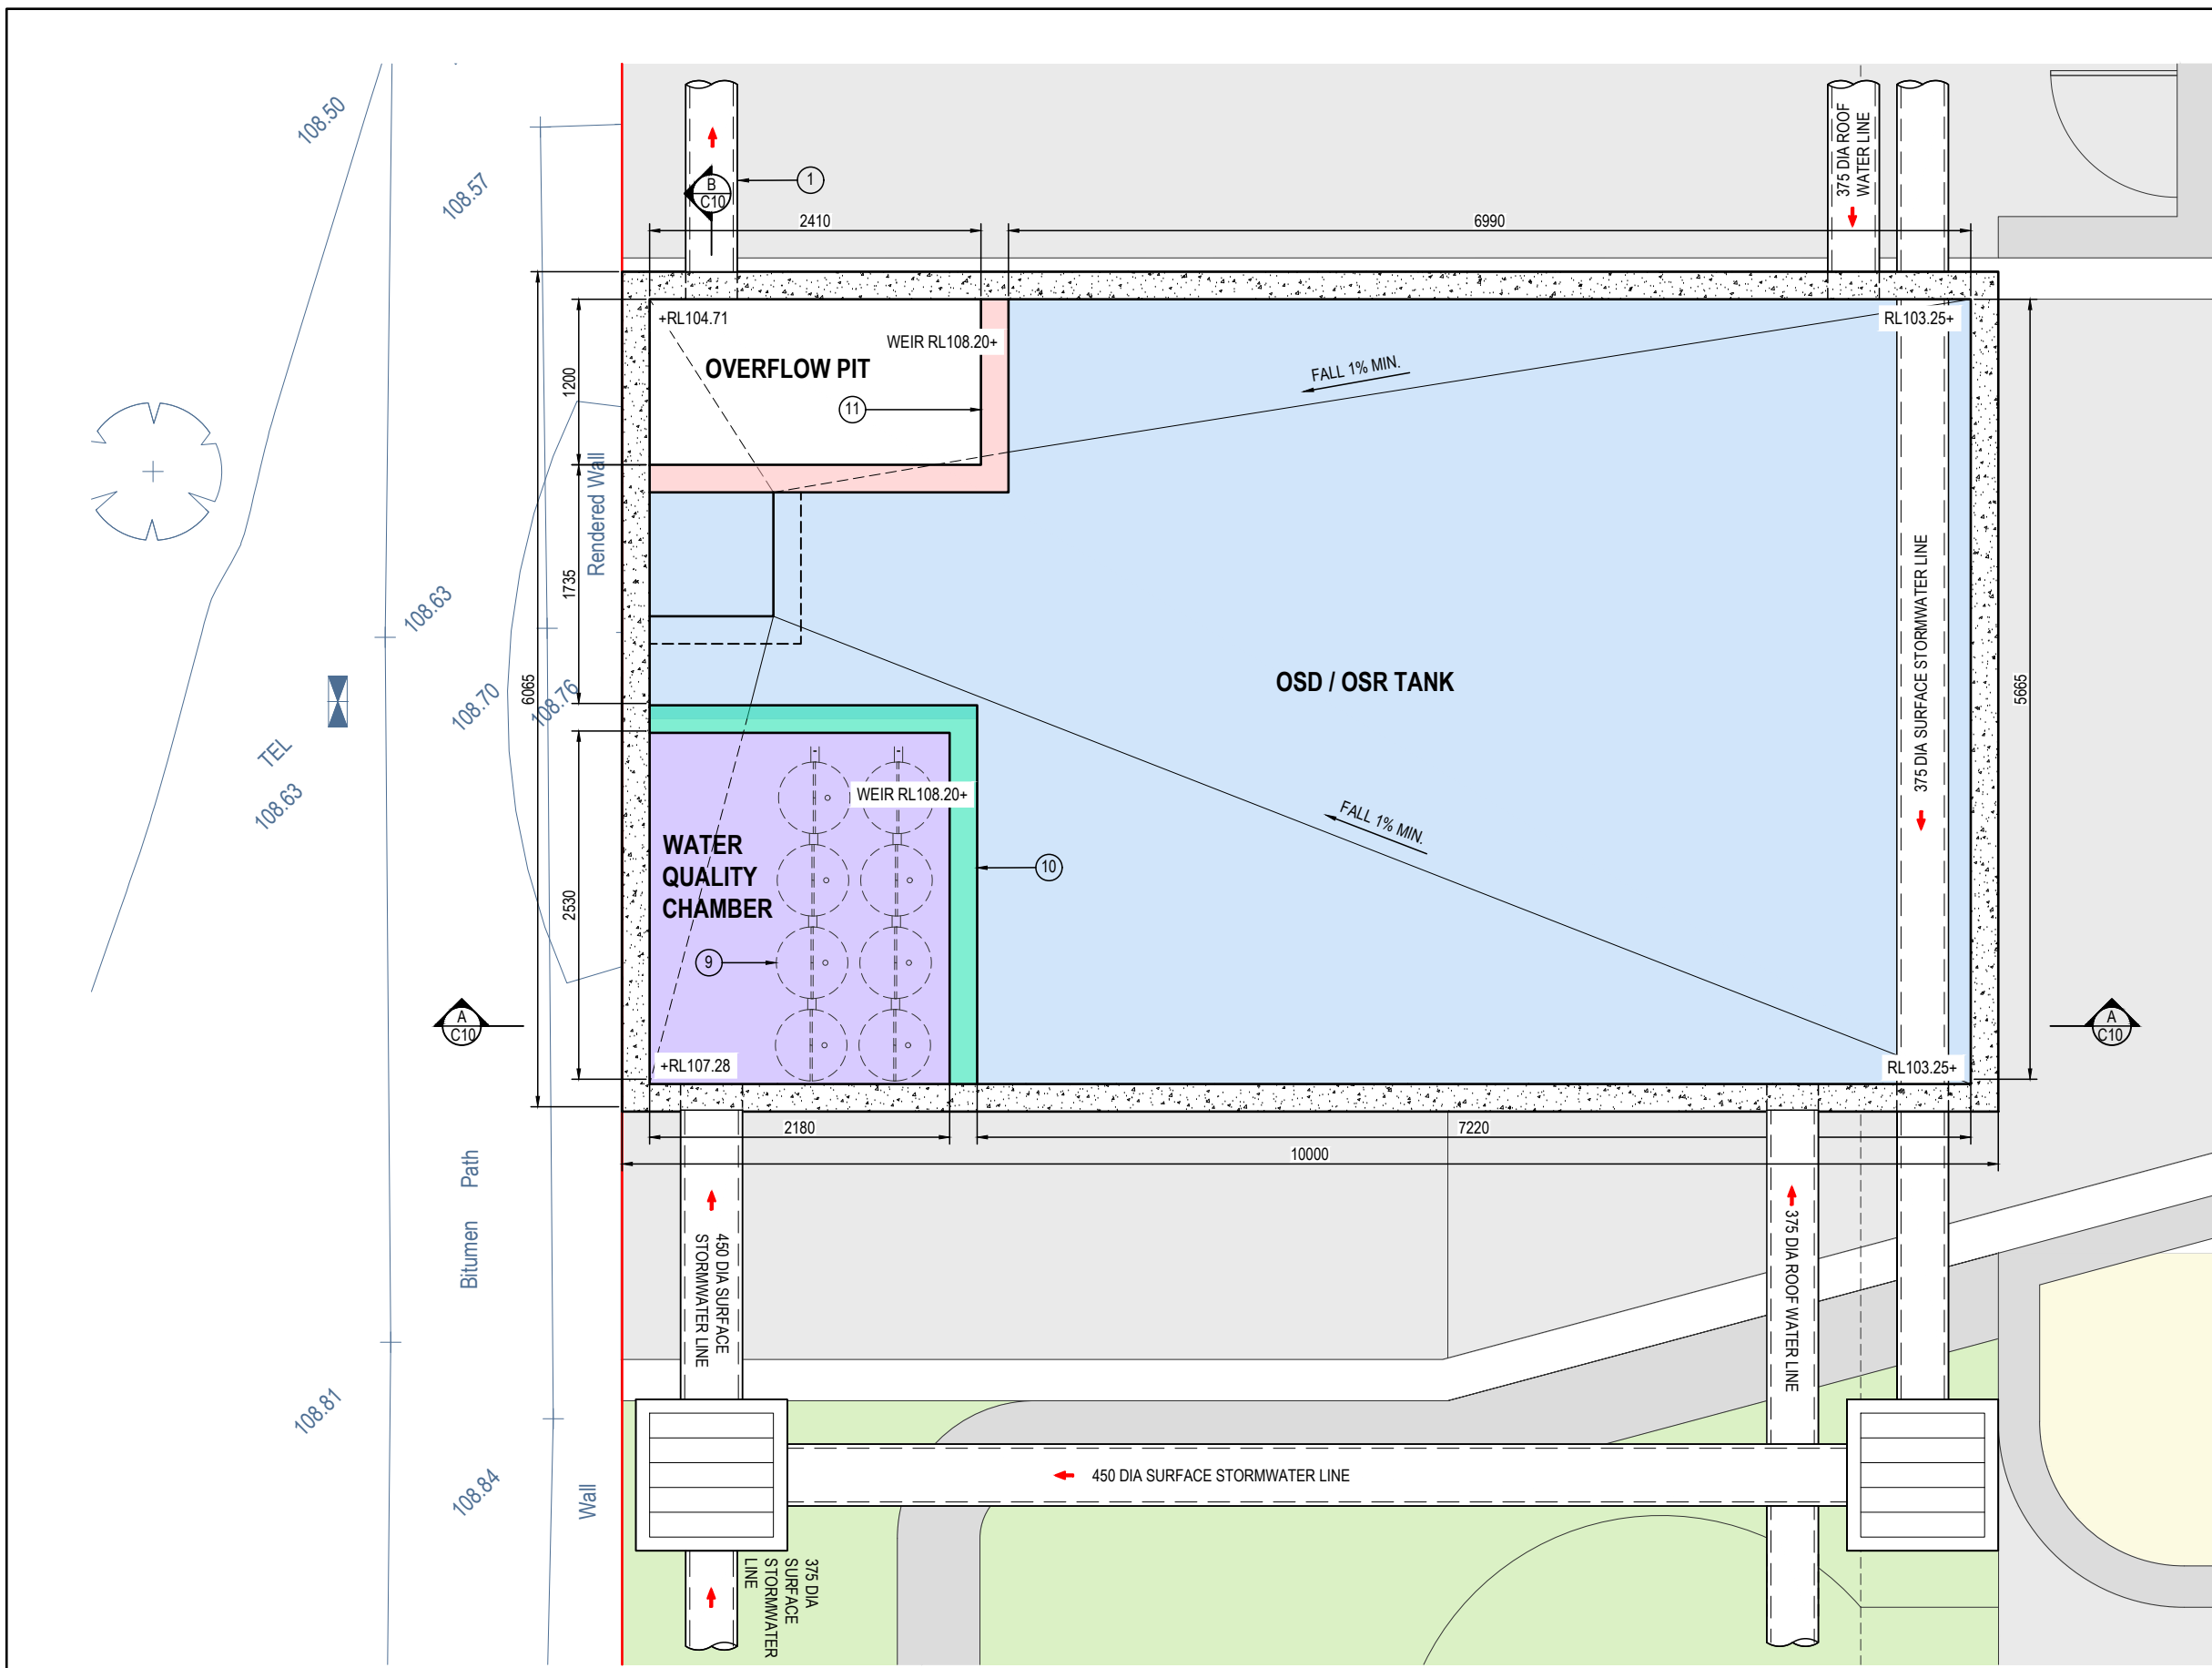 108.50
108.57
375 DIA ROOF
WATER LINE
B
C10
1
2410
6990
+RL104.71
WEIR RL108.20+
RL103.25+
OVERFLOW PIT
FALL 1% MIN.
11
1200
Rendered Wall
1735
108.63
6065
108.70
108.76
TEL
108.63
OSD / OSR TANK
375 DIA SURFACE STORMWATER LINE
5665
WEIR RL108.20+
FALL 1% MIN.
WATER
QUALITY
CHAMBER
10
2530
9
A
C10
A
C10
+RL107.28
RL103.25+
2180
7220
10000
Bitumen Path
450 DIA SURFACE
STORMWATER LINE
375 DIA ROOF WATER LINE
108.81
108.84
Wall
450 DIA SURFACE STORMWATER LINE
375 DIA
SURFACE
STORMWATER
LINE